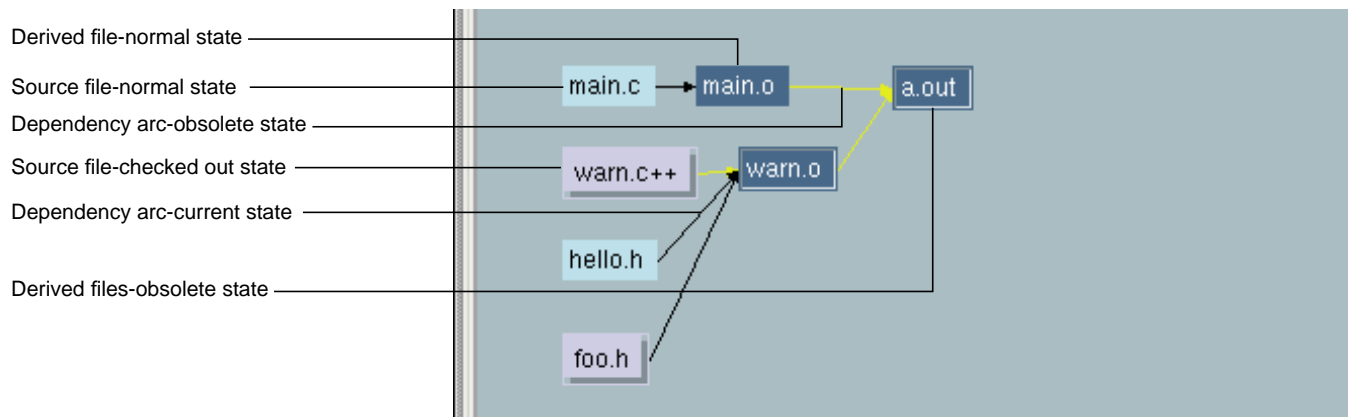 Derived file-normal state
Source file-normal state
Dependency arc-obsolete state
Source file-checked out state
Dependency arc-current state
Derived files-obsolete state
main.c
main.o
a.out
warn.c++
warn.o
hello.h
foo.h